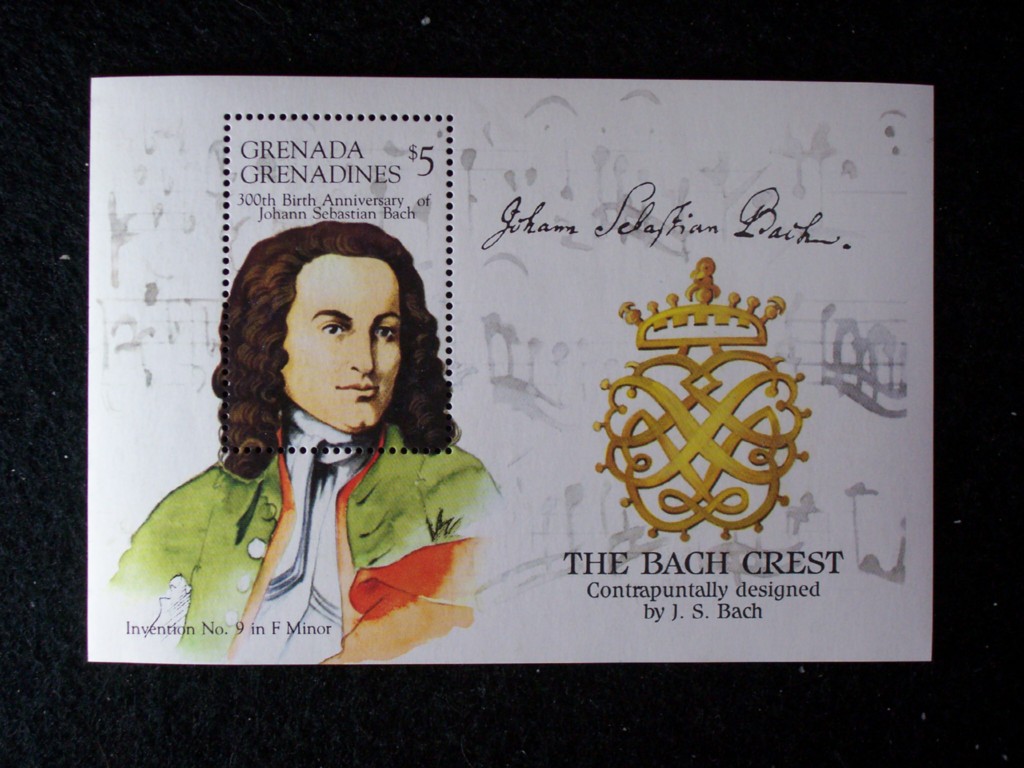 GRENADA $5
GRENADINES
300th Birth Anniversary of
Johann Sebastian Bach
Johann Sebastian Bach.
THE BACH CREST
Contrapuntally designed
by J. S. Bach
Invention No. 9 in F Minor